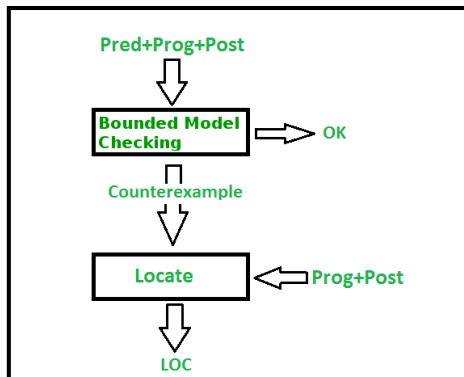 Pred+Prog+Post
Bounded Model
Checking
OK
Counterexample
Locate
Prog+Post
LOC